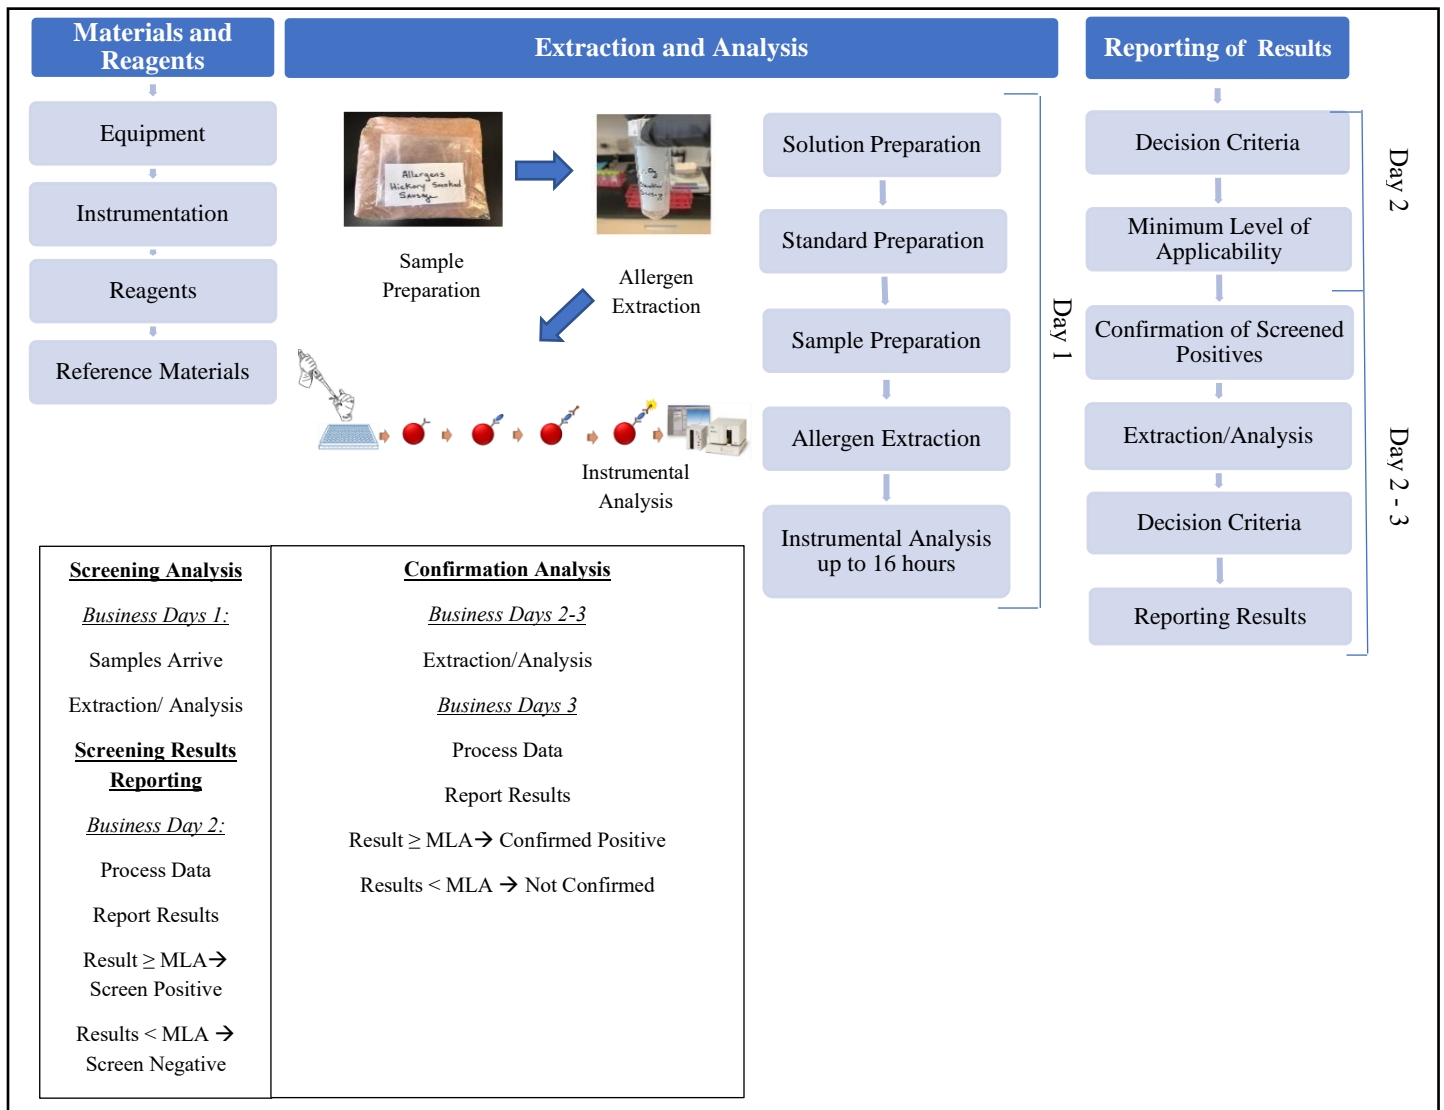 Materials and
Reagents
Equipment
Instrumentation
Reagents
Reference Materials
Extraction and Analysis
Allergens
Hickory Smoked
Sausage
Sample
Preparation
Allergen
Extraction
Instrumental
Analysis
Solution Preparation
Standard Preparation
Sample Preparation
Allergen Extraction
Instrumental Analysis
up to 16 hours
Day 1
Reporting of Results
Decision Criteria
Minimum Level of
Applicability
Confirmation of Screened
Positives
Extraction/Analysis
Decision Criteria
Reporting Results
Day 2
Day 2 - 3
Screening Analysis
Business Days 1:
Samples Arrive
Extraction/ Analysis
Screening Results
Reporting
Business Day 2:
Process Data
Report Results
Result ≥ MLA→
Screen Positive
Results < MLA →
Screen Negative
Confirmation Analysis
Business Days 2-3
Extraction/Analysis
Business Days 3
Process Data
Report Results
Result ≥ MLA→ Confirmed Positive
Results < MLA → Not Confirmed